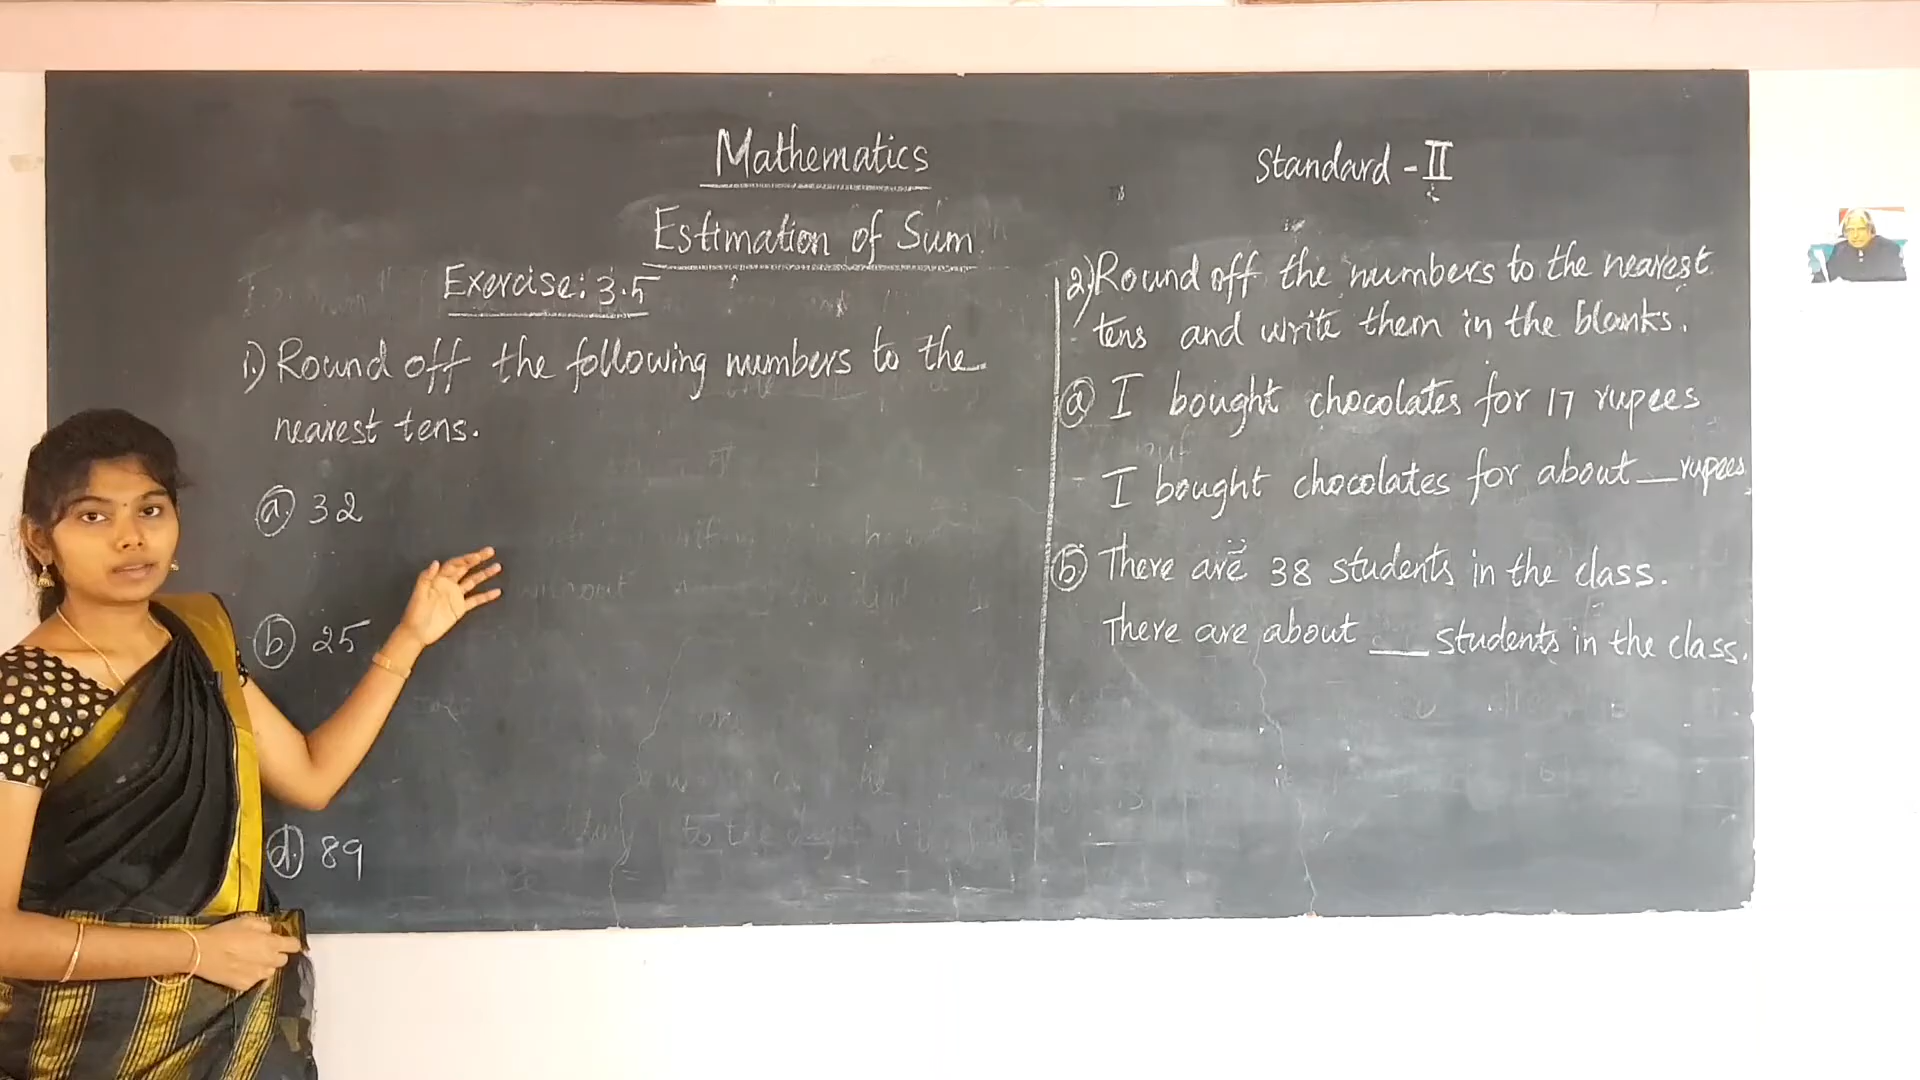 Mathematics
Standard - II
Estimation of Sum
Exercise: 3.5
1.) Round off the following numbers to the
nearest tens.
a. 32
b 25
d. 89
2) Round off the numbers to the nearest
tens and write them in the blanks.
a I bought chocolates for 17 rupees
I bought chocolates for about __ rupees.
b There are 38 students in the class.
There are about __ students in the class.